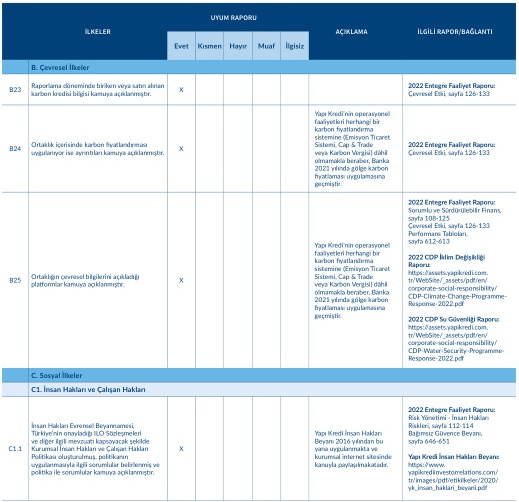 İLKELER
UYUM RAPORU
AÇIKLAMA
İLGİLİ RAPOR/BAĞLANTI
Evet
Kısmen
Hayır
Muaf
İlgisiz
B. Çevresel İlkeler
B23
Raporlama döneminde biriken veya satın alınan
karbon kredisi bilgisi kamuya açıklanmıştır.
X
2022 Entegre Faaliyet Raporu:
Çevresel Etki, sayfa 126-133
B24
Ortaklık içerisinde karbon fiyatlandırması
uygulanıyor ise ayrıntıları kamuya açıklanmıştır.
X
Yapı Kredi'nin operasyonel
faaliyetleri herhangi bir
karbon fiyatlandırma
sistemine (Emisyon Ticaret
Sistemi, Cap & Trade
veya Karbon Vergisi) dâhil
olmamakla beraber, Banka
2021 yılında gölge karbon
fiyatlaması uygulamasına
geçmiştir.
2022 Entegre Faaliyet Raporu:
Çevresel Etki, sayfa 126-133
B25
Ortaklığın çevresel bilgilerini açıkladığı
platformlar kamuya açıklanmıştır.
X
Yapı Kredi'nin operasyonel
faaliyetleri herhangi bir
karbon fiyatlandırma
sistemine (Emisyon Ticaret
Sistemi, Cap & Trade
veya Karbon Vergisi) dâhil
olmamakla beraber, Banka
2021 yılında gölge karbon
fiyatlaması uygulamasına
geçmiştir.
2022 Entegre Faaliyet Raporu:
Sorumlu ve Sürdürülebilir Finans,
sayfa 108-125
Çevresel Etki, sayfa 126-133
Performans Tabloları,
sayfa 612-613
2022 CDP İklim Değişikliği
Raporu:
https://assets.yapikredi.com.
tr/WebSite/_assets/pdf/en/
corporate-social-responsibility/
CDP-Climate-Change-Programme-
Response-2022.pdf
2022 CDP Su Güvenliği Raporu:
https://assets.yapikredi.com.
tr/WebSite/_assets/pdf/en/
corporate-social-responsibility/
CDP-Water-Security-Programme-
Response-2022.pdf
C. Sosyal İlkeler
C1. İnsan Hakları ve Çalışan Hakları
C1.1
İnsan Hakları Evrensel Beyannamesi,
Türkiye'nin onayladığı ILO Sözleşmeleri
ve diğer ilgili mevzuatı kapsayacak şekilde
Kurumsal İnsan Hakları ve Çalışan Hakları
Politikası oluşturulmuş, politikanın
uygulanmasıyla ilgili sorumlular belirlenmiş ve
politika ile sorumlular kamuya açıklanmıştır.
X
Yapı Kredi İnsan Hakları
Beyanı 2016 yılından bu
yana uygulanmakta ve
kurumsal internet sitesinde
kanuyla paylaşılmakatadır.
2022 Entegre Faaliyet Raporu:
Risk Yönetimi - İnsan Hakları
Riskleri, sayfa 112-114
Bağımsız Güvence Beyanı,
sayfa 646-651
Yapı Kredi İnsan Hakları Beyanı:
https://www.
yapikrediinvestorrelations.com/
tr/images/pdf/etikilkeler/2020/
yk_insan_haklari_beyani.pdf